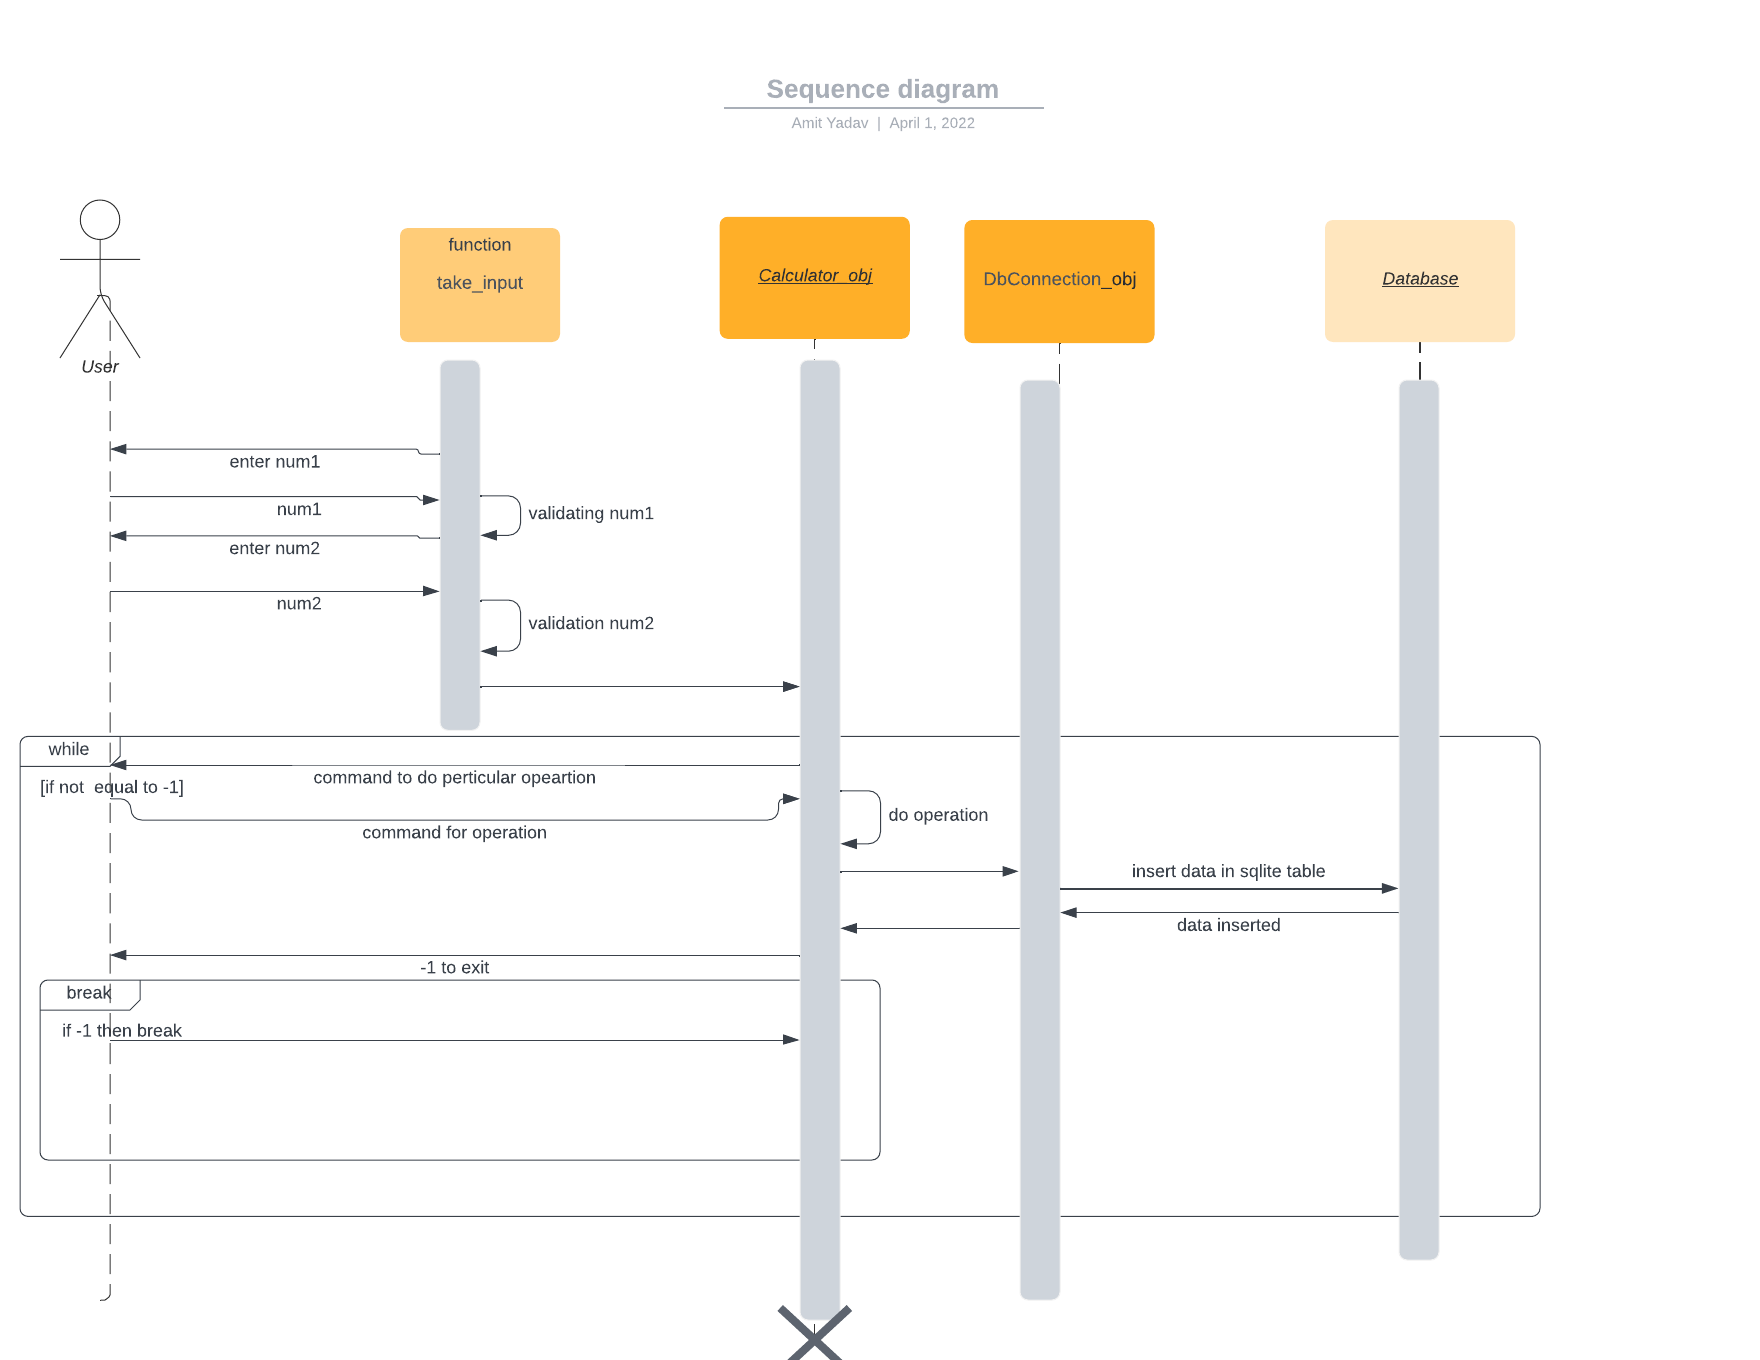 Sequence diagram
Amit Yadav | April 1, 2022
function
take_input
Calculator_obj
DbConnection_obj
Database
User
enter num1
num1
validating num1
enter num2
num2
validation num2
while
command to do perticular opeartion
[if not equal to -1]
command for operation
do operation
insert data in sqlite table
data inserted
-1 to exit
break
if -1 then break